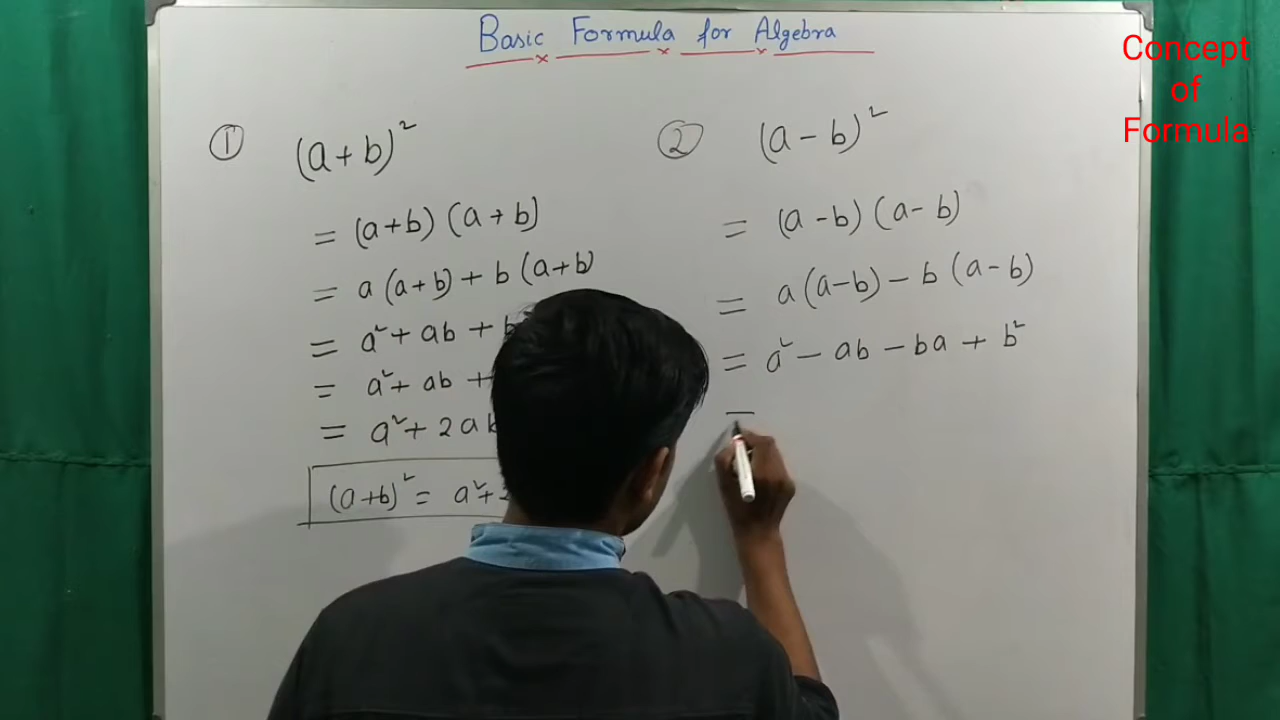 Basic Formula for Algebra
Concept
of
Formula
① (a+b)²
= (a+b) (a+b)
= a(a+b) + b(a+b)
= a² + ab +
= a² + ab +
= a² + 2a
(a+b)² = a² +
② (a-b)²
= (a-b) (a-b)
= a(a-b) - b(a-b)
= a² - ab - ba + b²